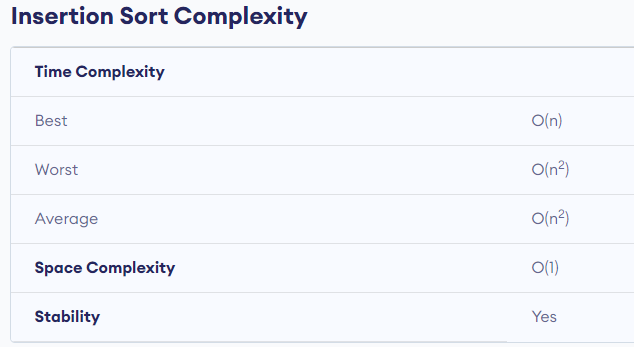 Insertion Sort Complexity
Time Complexity
Best O(n)
Worst O(n²)
Average O(n²)
Space Complexity O(1)
Stability Yes